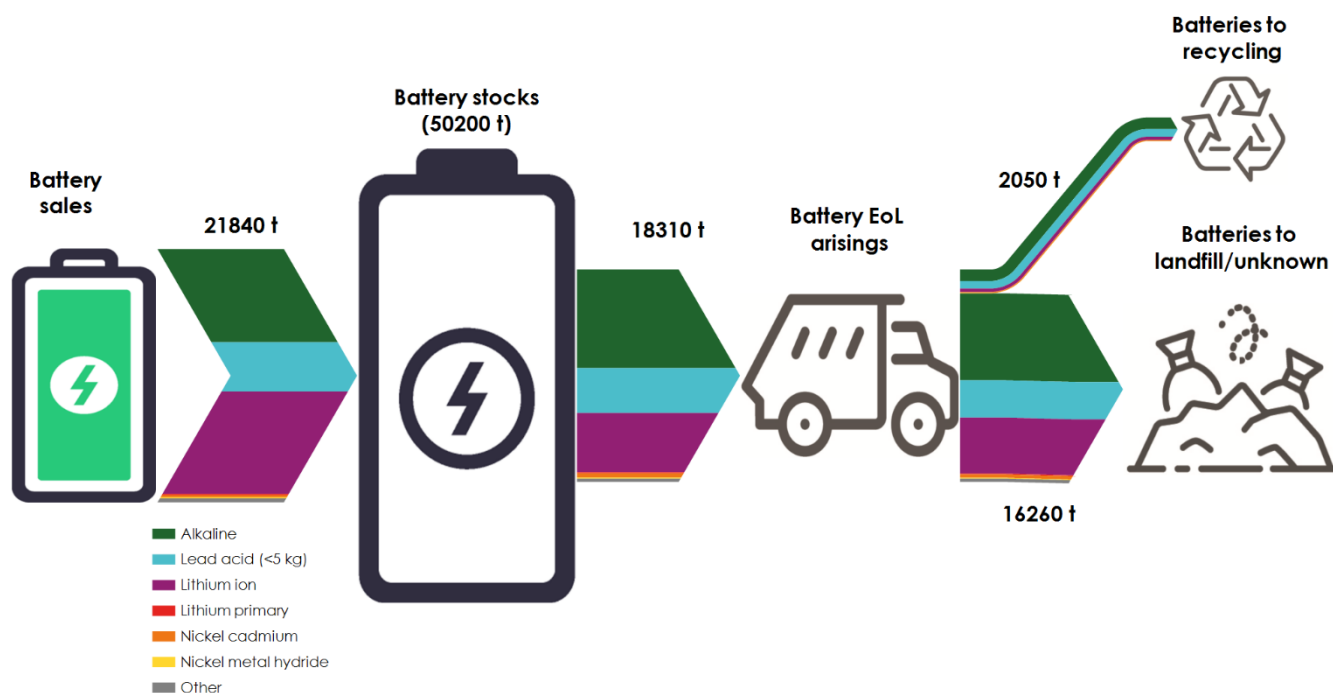 Battery
sales
21840 t
Battery stocks
(50200 t)
18310 t
Battery EoL
arisings
2050 t
Batteries to
recycling
Batteries to
landfill/unknown
16260 t
Alkaline
Lead acid (<5 kg)
Lithium ion
Lithium primary
Nickel cadmium
Nickel metal hydride
Other